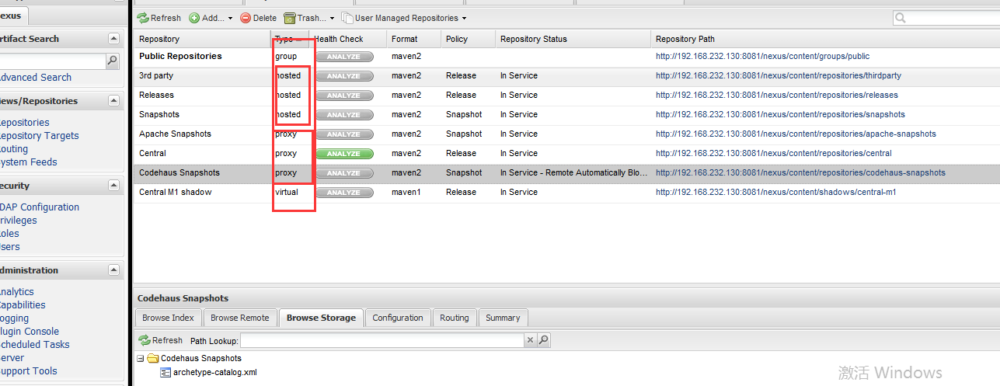 Refresh Add... Delete Trash... User Managed Repositories
exus
Repository Type Health Check Format Policy Repository Status Repository Path
rtifact Search
Public Repositories group ANALYZE maven2 http://192.168.232.130:8081/nexus/content/groups/public
3rd party hosted ANALYZE maven2 Release In Service http://192.168.232.130:8081/nexus/content/repositories/thirdparty
dvanced Search
Releases hosted ANALYZE maven2 Release In Service http://192.168.232.130:8081/nexus/content/repositories/releases
iews/Repositories
Snapshots hosted ANALYZE maven2 Snapshot In Service http://192.168.232.130:8081/nexus/content/repositories/snapshots
epositories
Apache Snapshots proxy ANALYZE maven2 Snapshot In Service http://192.168.232.130:8081/nexus/content/repositories/apache-snapshots
epository Targets
outing
Central proxy ANALYZE maven2 Release In Service http://192.168.232.130:8081/nexus/content/repositories/central
ystem Feeds
Codehaus Snapshots proxy ANALYZE maven2 Snapshot In Service - Remote Automatically Blo... http://192.168.232.130:8081/nexus/content/repositories/codehaus-snapshots
ecurity
Central M1 shadow virtual ANALYZE maven1 Release In Service http://192.168.232.130:8081/nexus/content/shadows/central-m1
DAP Configuration
rivileges
oles
sers
dministration
nalytics
apabilities
ogging
lugin Console
cheduled Tasks
erver
upport Tools
Codehaus Snapshots
Browse Index Browse Remote Browse Storage Configuration Routing Summary
Refresh Path Lookup:
Codehaus Snapshots
archetype-catalog.xml
激活 Windows